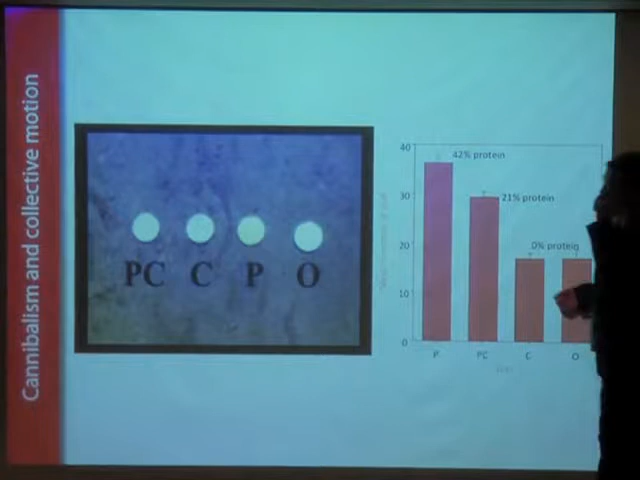 Cannibalism and collective motion
PC C P O
40
30
20
10
0
42% protein
21% protein
0% protein
P PC C O